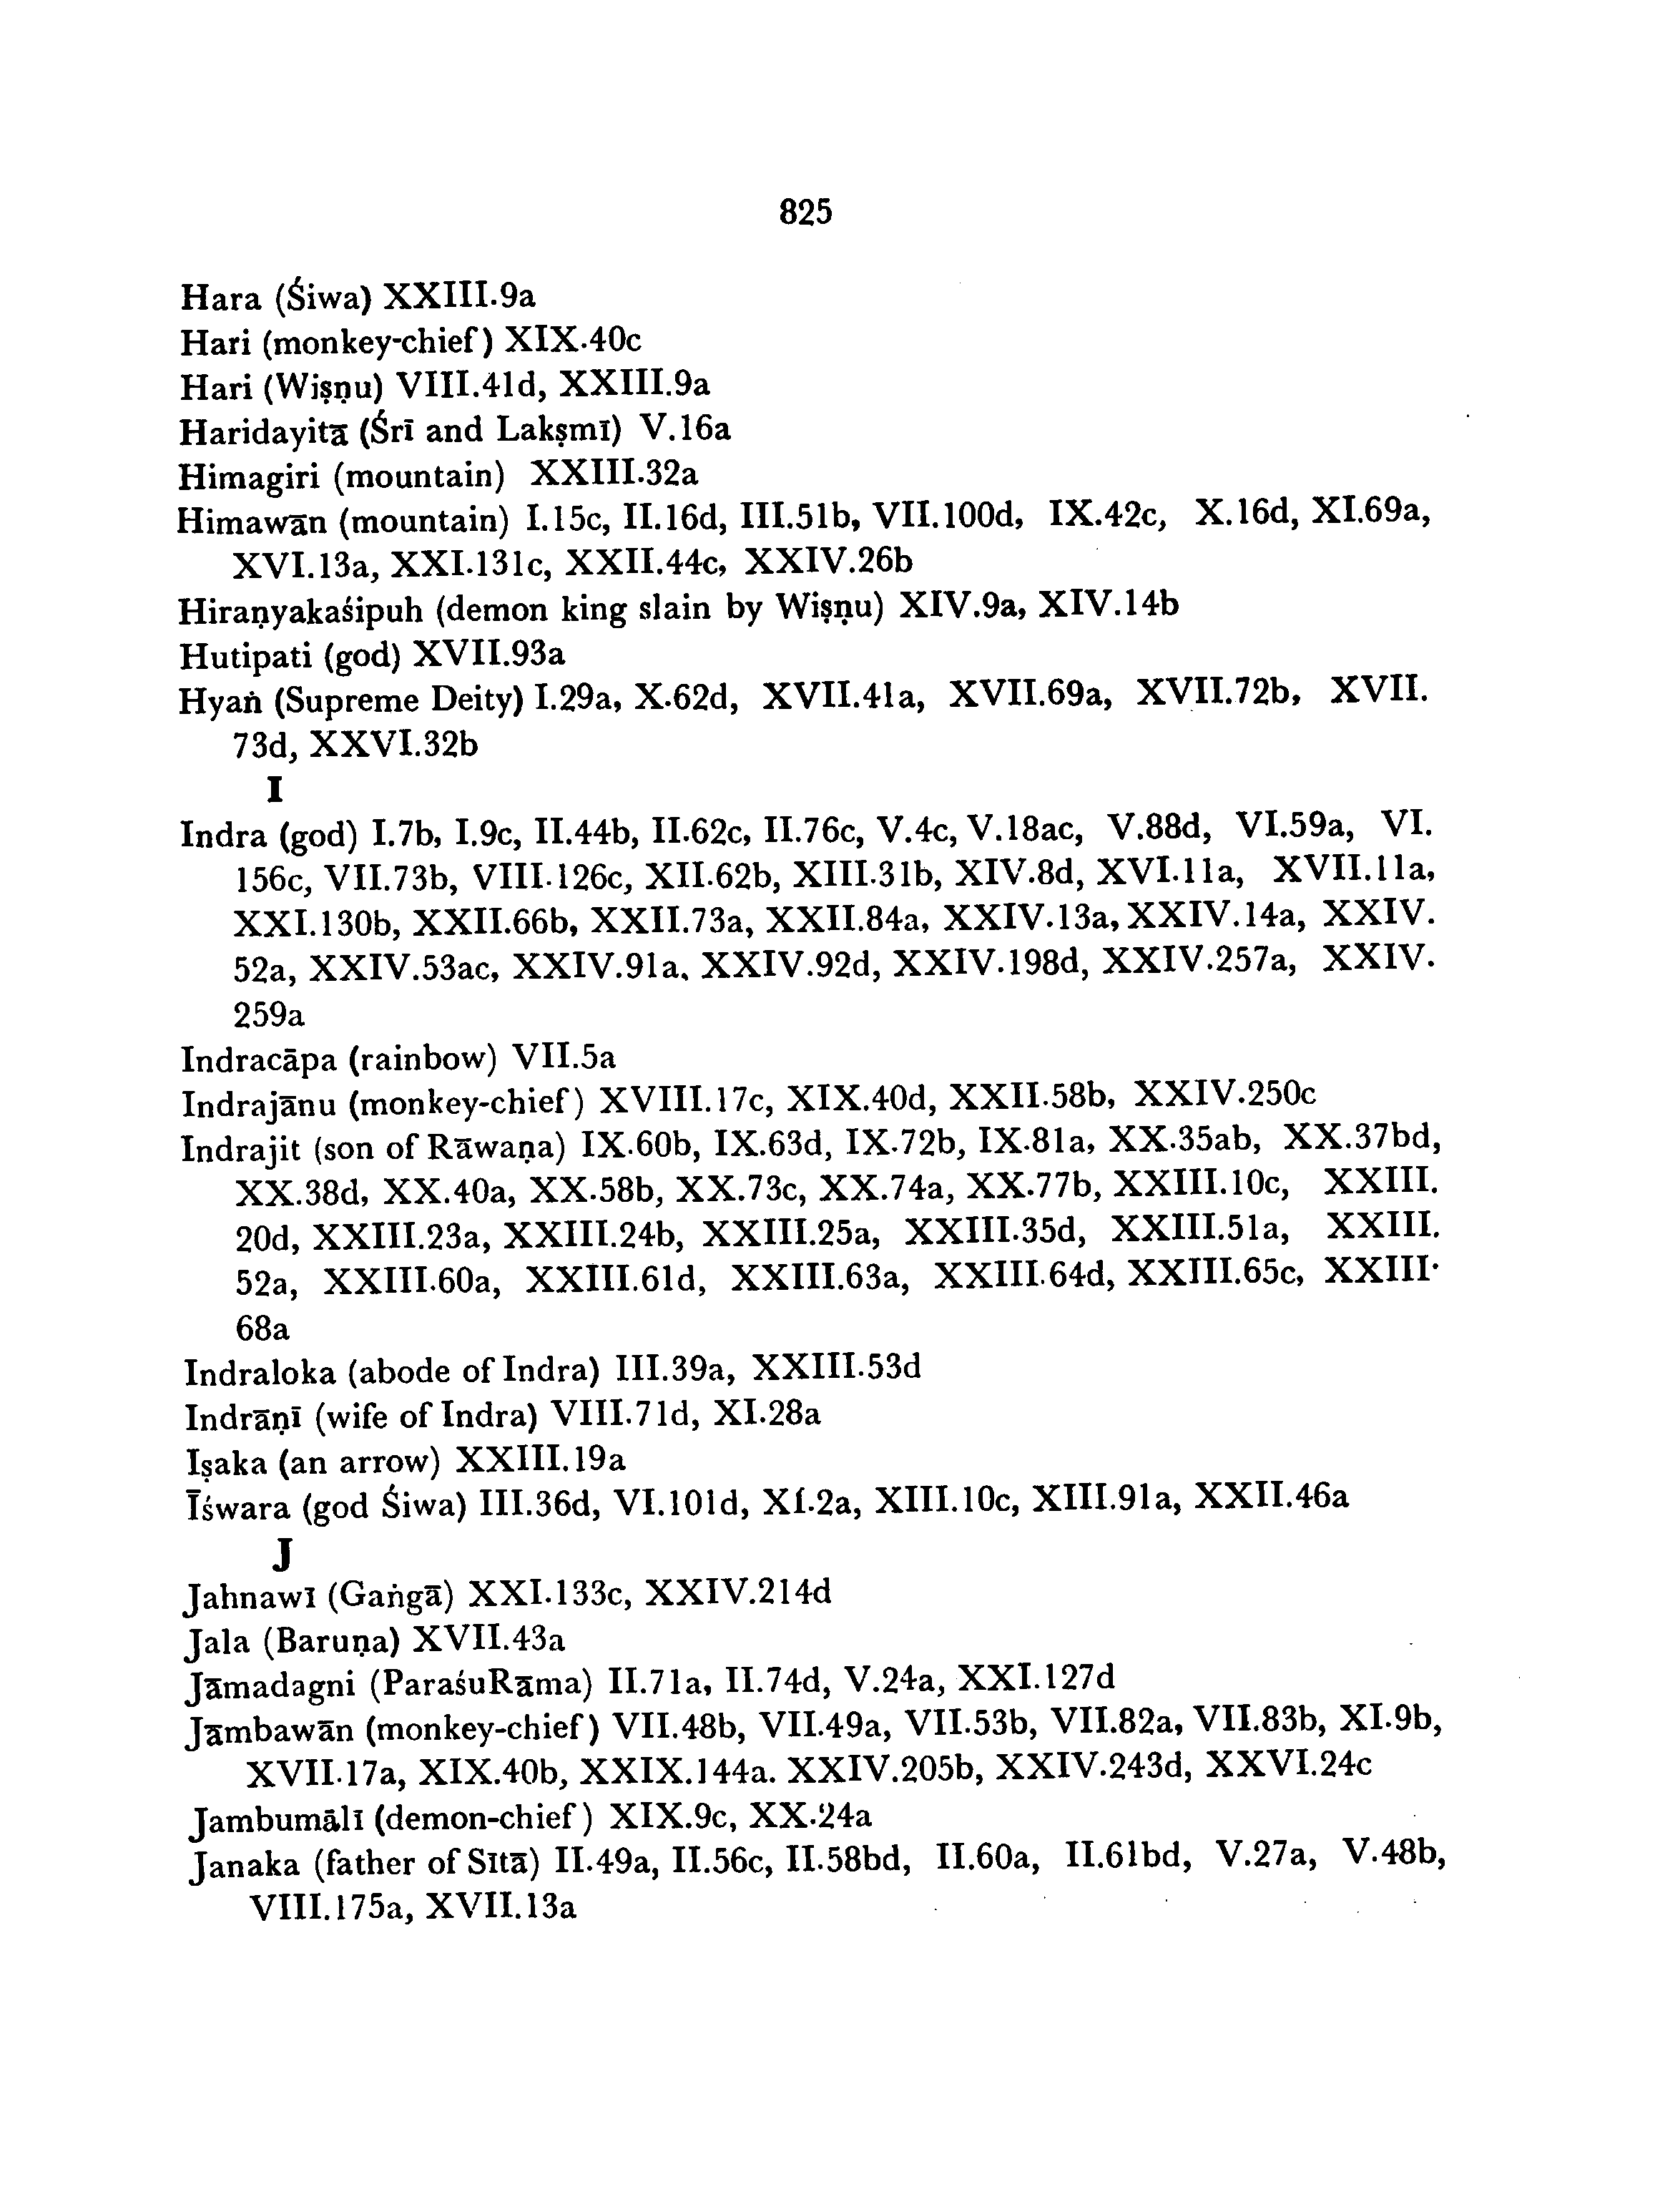 825
Hara (Śiwa) XXIII.9a
Hari (monkey-chief) XIX.40c
Hari (Wiṣṇu) VIII.41d, XXIII.9a
Haridayitā (Śrī and Lakṣmī) V.16a
Himagiri (mountain) XXIII.32a
Himawān (mountain) I.15c, II.16d, III.51b, VII.100d, IX.42c, X.16d, XI.69a,
XVI.13a, XXI.131c, XXII.44c, XXIV.26b
Hiraṇyakaśipuh (demon king slain by Wiṣṇu) XIV.9a, XIV.14b
Hutipati (god) XVII.93a
Hyaṅ (Supreme Deity) I.29a, X.62d, XVII.41a, XVII.69a, XVII.72b, XVII.
73d, XXVI.32b
I
Indra (god) I.7b, I.9c, II.44b, II.62c, II.76c, V.4c, V.18ac, V.88d, VI.59a, VI.
156c, VII.73b, VIII.126c, XII.62b, XIII.31b, XIV.8d, XVI.11a, XVII.11a,
XXI.130b, XXII.66b, XXII.73a, XXII.84a, XXIV.13a, XXIV.14a, XXIV.
52a, XXIV.53ac, XXIV.91a, XXIV.92d, XXIV.198d, XXIV.257a, XXIV.
259a
Indracāpa (rainbow) VII.5a
Indrajānu (monkey-chief) XVIII.17c, XIX.40d, XXII.58b, XXIV.250c
Indrajit (son of Rāwaṇa) IX.60b, IX.63d, IX.72b, IX.81a, XX.35ab, XX.37bd,
XX.38d, XX.40a, XX.58b, XX.73c, XX.74a, XX.77b, XXIII.10c, XXIII.
20d, XXIII.23a, XXIII.24b, XXIII.25a, XXIII.35d, XXIII.51a, XXIII.
52a, XXIII.60a, XXIII.61d, XXIII.63a, XXIII.64d, XXIII.65c, XXIII.
68a
Indraloka (abode of Indra) III.39a, XXIII.53d
Indrāṇī (wife of Indra) VIII.71d, XI.28a
Iṣaka (an arrow) XXIII.19a
Īśwara (god Śiwa) III.36d, VI.101d, XI.2a, XIII.10c, XIII.91a, XXII.46a
J
Jahnawī (Gaṅgā) XXI.133c, XXIV.214d
Jala (Baruṇa) XVII.43a
Jāmadagni (ParaśuRāma) II.71a, II.74d, V.24a, XXI.127d
Jāmbawān (monkey-chief) VII.48b, VII.49a, VII.53b, VII.82a, VII.83b, XI.9b,
XVII.17a, XIX.40b, XXIX.144a. XXIV.205b, XXIV.243d, XXVI.24c
Jambumālī (demon-chief) XIX.9c, XX.24a
Janaka (father of Sītā) II.49a, II.56c, II.58bd, II.60a, II.61bd, V.27a, V.48b,
VIII.175a, XVII.13a